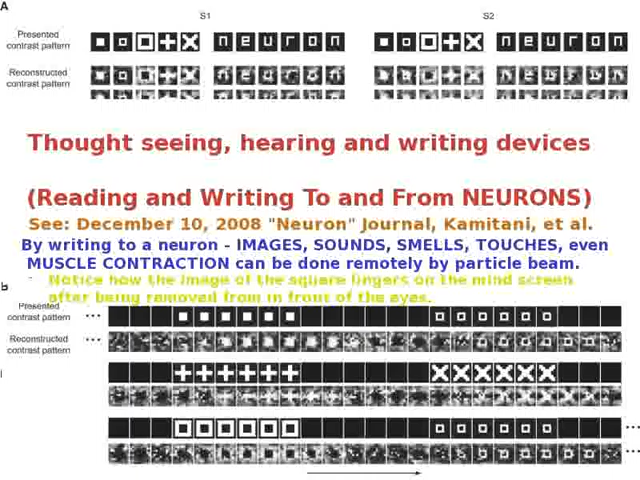 A
S1 S2
Presented
contrast pattern
neuron neuron
Reconstructed
contrast pattern
Thought seeing, hearing and writing devices
(Reading and Writing To and From NEURONS)
See: December 10, 2008 "Neuron" Journal, Kamitani, et al.
By writing to a neuron - IMAGES, SOUNDS, SMELLS, TOUCHES, even
MUSCLE CONTRACTION can be done remotely by particle beam.
Notice how the image of the square lingers on the mind screen
after being removed from in front of the eyes.
B
Presented
contrast pattern
Reconstructed
contrast pattern